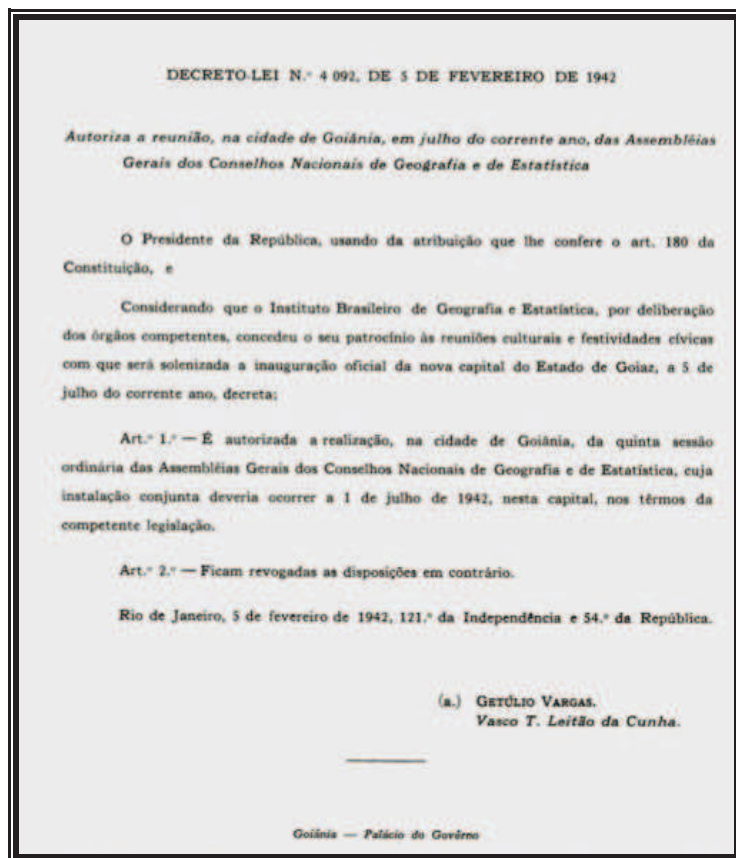 DECRETO-LEI N.º 4 092, DE 5 DE FEVEREIRO DE 1942
Autoriza a reunião, na cidade de Goiânia, em julho do corrente ano, das Assembléias
Gerais dos Conselhos Nacionais de Geografia e de Estatística
O Presidente da República, usando da atribuição que lhe confere o art. 180 da
Constituição, e
Considerando que o Instituto Brasileiro de Geografia e Estatística, por deliberação
dos órgãos competentes, concedeu o seu patrocínio às reuniões culturais e festividades cívicas
com que será solenizada a inauguração oficial da nova capital do Estado de Goiaz, a 5 de
julho do corrente ano, decreta:
Art.º 1.º — É autorizada a realização, na cidade de Goiânia, da quinta sessão
ordinária das Assembléias Gerais dos Conselhos Nacionais de Geografia e de Estatística, cuja
instalação conjunta deveria ocorrer a 1 de julho de 1942, nesta capital, nos têrmos da
competente legislação.
Art.º 2.º — Ficam revogadas as disposições em contrário.
Rio de Janeiro, 5 de fevereiro de 1942, 121.º da Independência e 54.º da República.
(a.) GETÚLIO VARGAS.
Vasco T. Leitão da Cunha.
Goiânia — Palácio do Govêrno